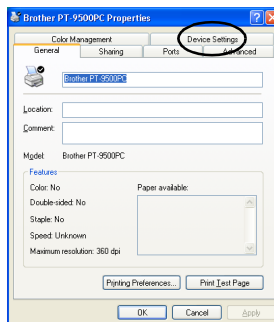 Brother PT-9500PC Properties
Color Management Device Settings
General Sharing Ports Advanced
Brother PT-9500PC
Location:
Comment:
Model: Brother PT-9500PC
Features
Color: No Paper available:
Double-sided: No
Staple: No
Speed: Unknown
Maximum resolution: 360 dpi
Printing Preferences... Print Test Page
OK Cancel Apply